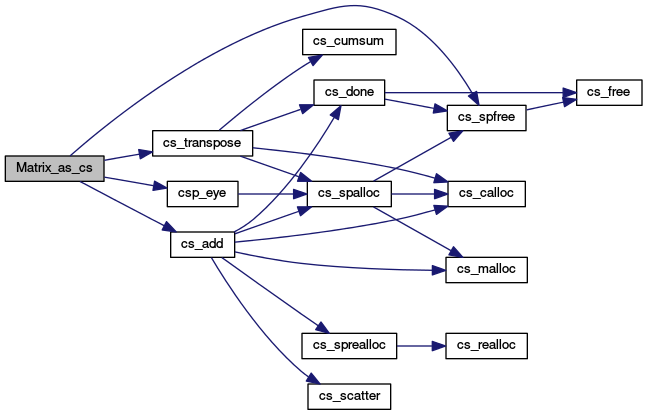 cs_cumsum
cs_done
cs_free
cs_spfree
cs_transpose
Matrix_as_cs
csp_eye
cs_spalloc
cs_calloc
cs_add
cs_malloc
cs_sprealloc
cs_realloc
cs_scatter